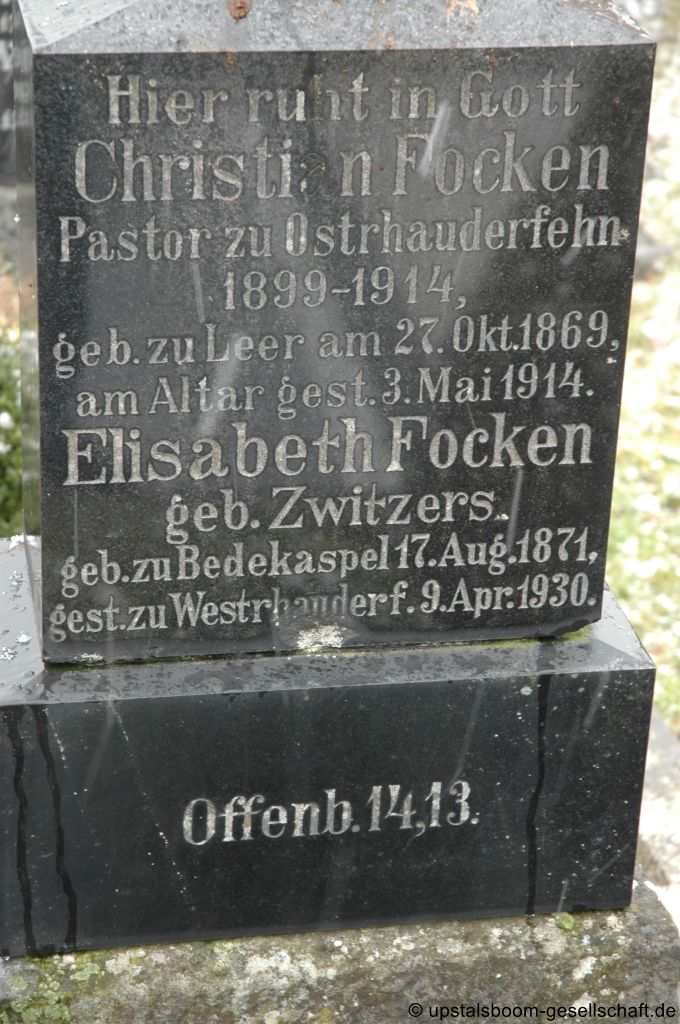 Hier ruht in Gott
Christian Focken
Pastor zu Ostrhauderfehn
1899-1914,
geb. zu Leer am 27. Okt. 1869,
am Altar gest. 3. Mai 1914.
Elisabeth Focken
geb. Zwitzers.
geb. zu Bedekaspel 17. Aug. 1871,
gest. zu Westrhauderf. 9. Apr. 1930.
Offenb. 14, 13.
© upstalsboom-gesellschaft.de